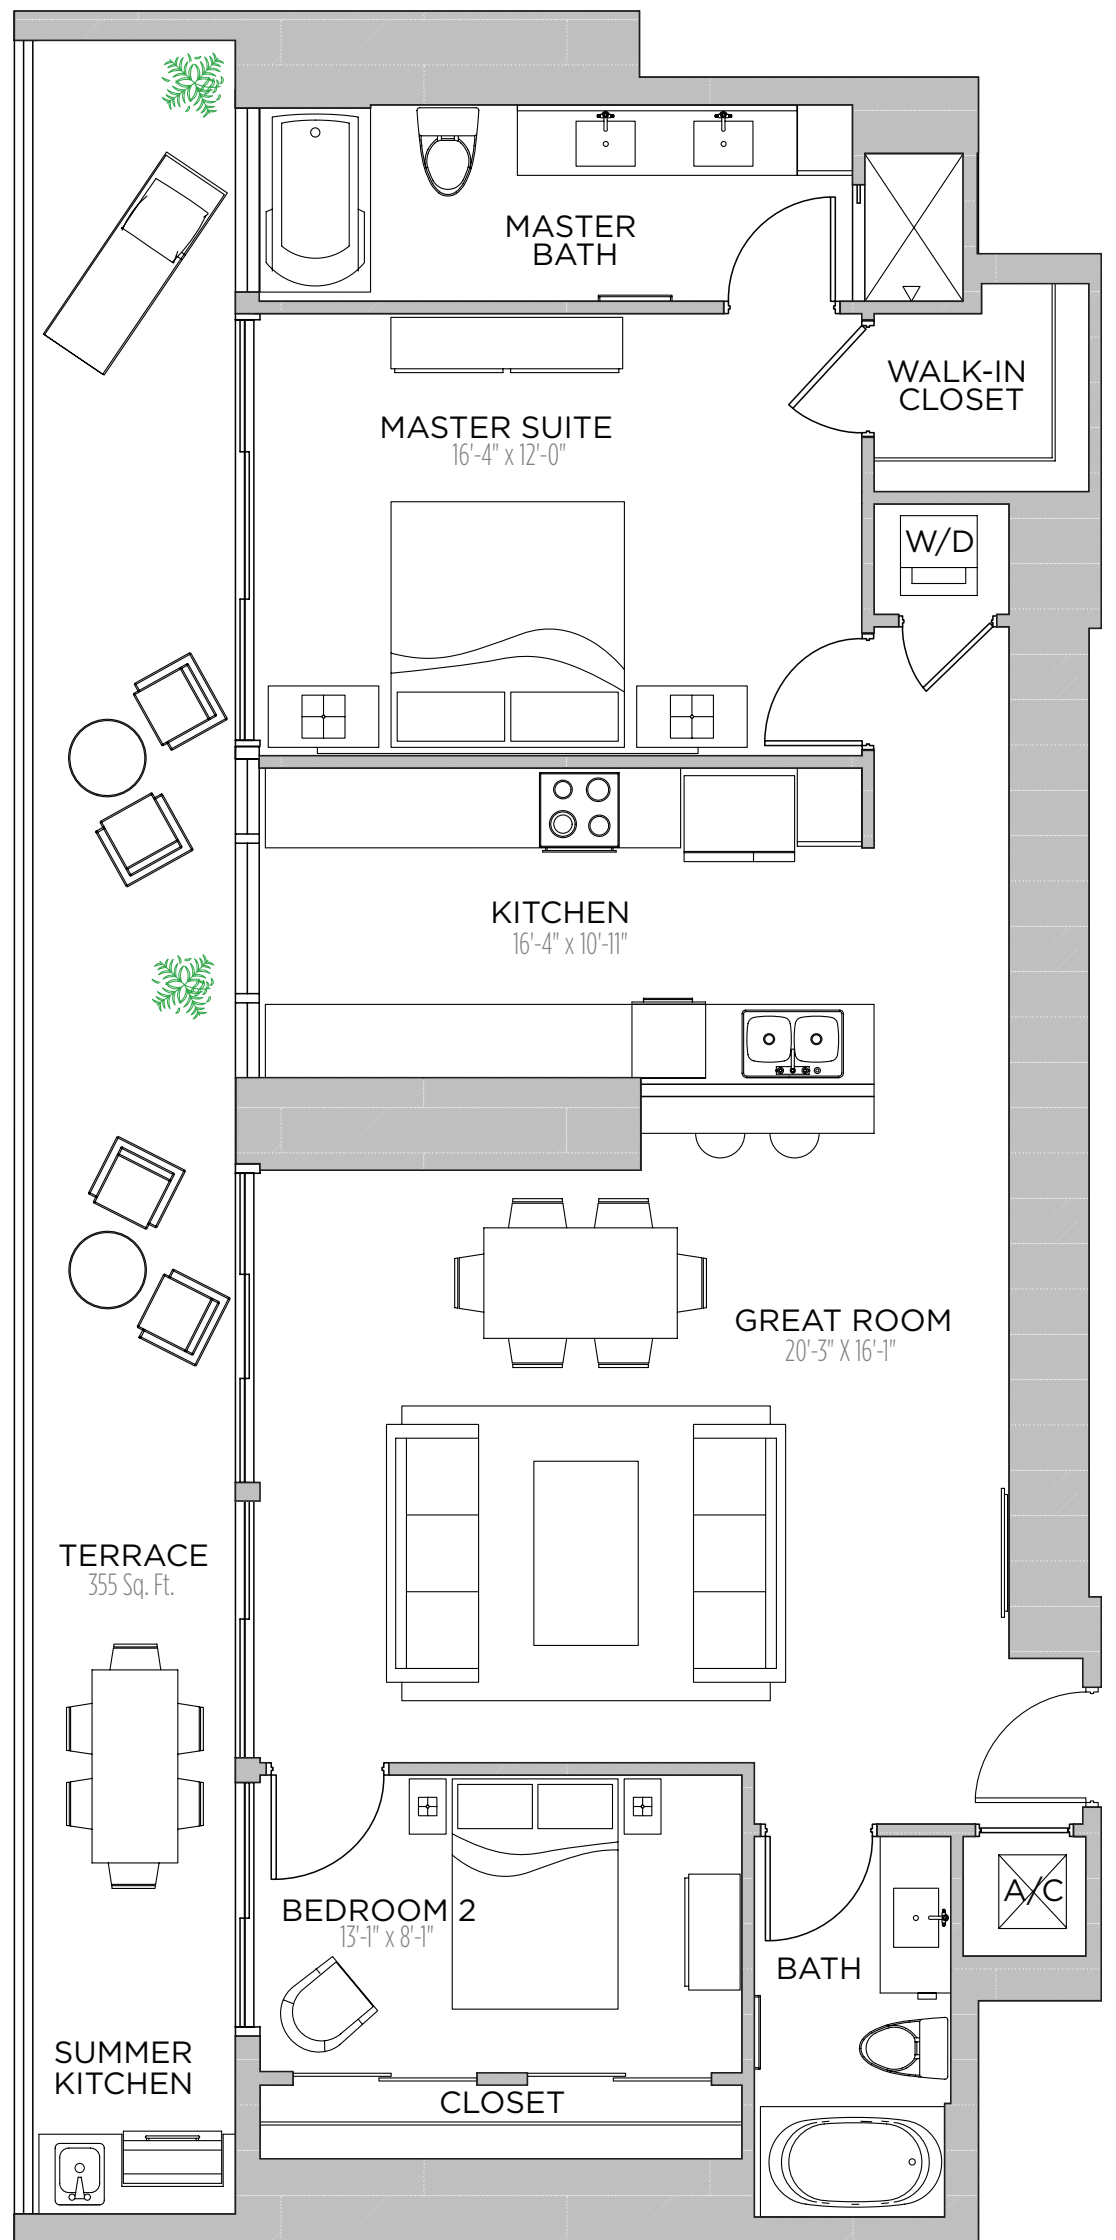 MASTER
BATH
WALK-IN
CLOSET
MASTER SUITE
16'-4" x 12'-0"
W/D
KITCHEN
16'-4" x 10'-11"
GREAT ROOM
20'-3" X 16'-1"
TERRACE
355 Sq. Ft.
A/C
BEDROOM 2
13'-1" x 8'-1"
BATH
SUMMER
KITCHEN
CLOSET